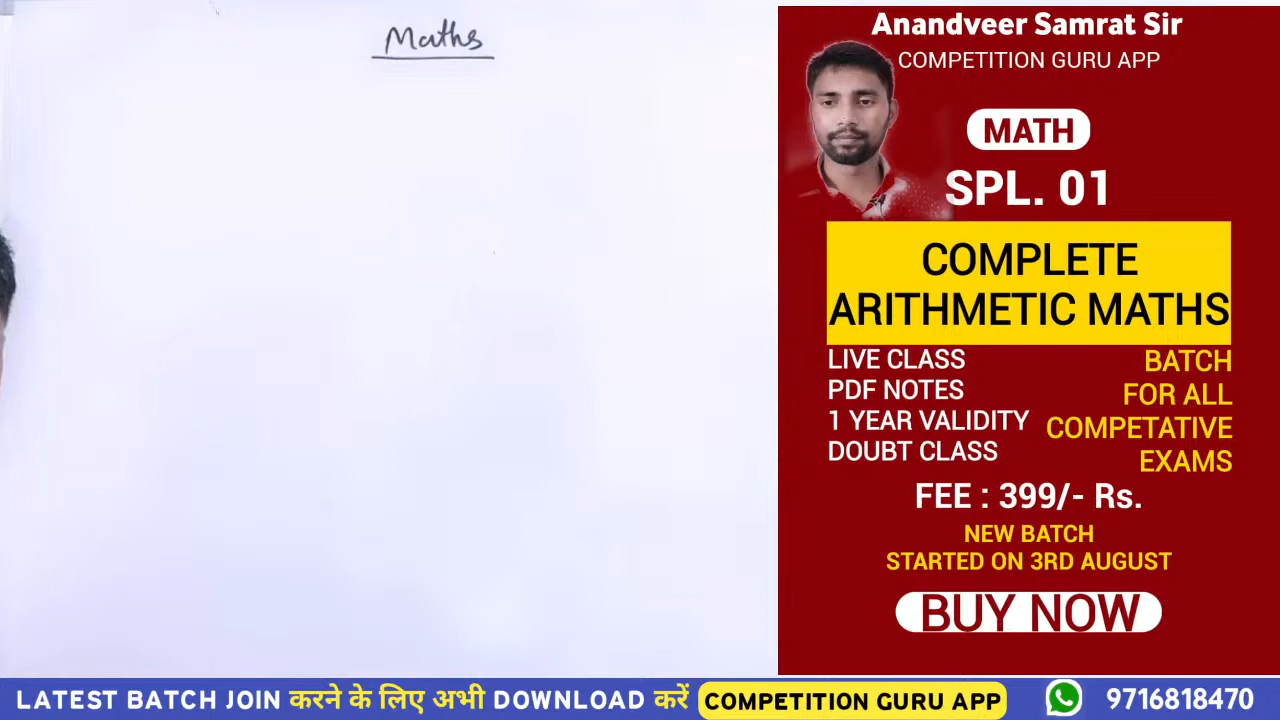 Maths
Anandveer Samrat Sir
COMPETITION GURU APP
MATH
SPL. 01
COMPLETE
ARITHMETIC MATHS
LIVE CLASS
PDF NOTES
1 YEAR VALIDITY
DOUBT CLASS
BATCH
FOR ALL
COMPETATIVE
EXAMS
FEE : 399/- Rs.
NEW BATCH
STARTED ON 3RD AUGUST
BUY NOW
LATEST BATCH JOIN करने के लिए अभी DOWNLOAD करें COMPETITION GURU APP 9716818470